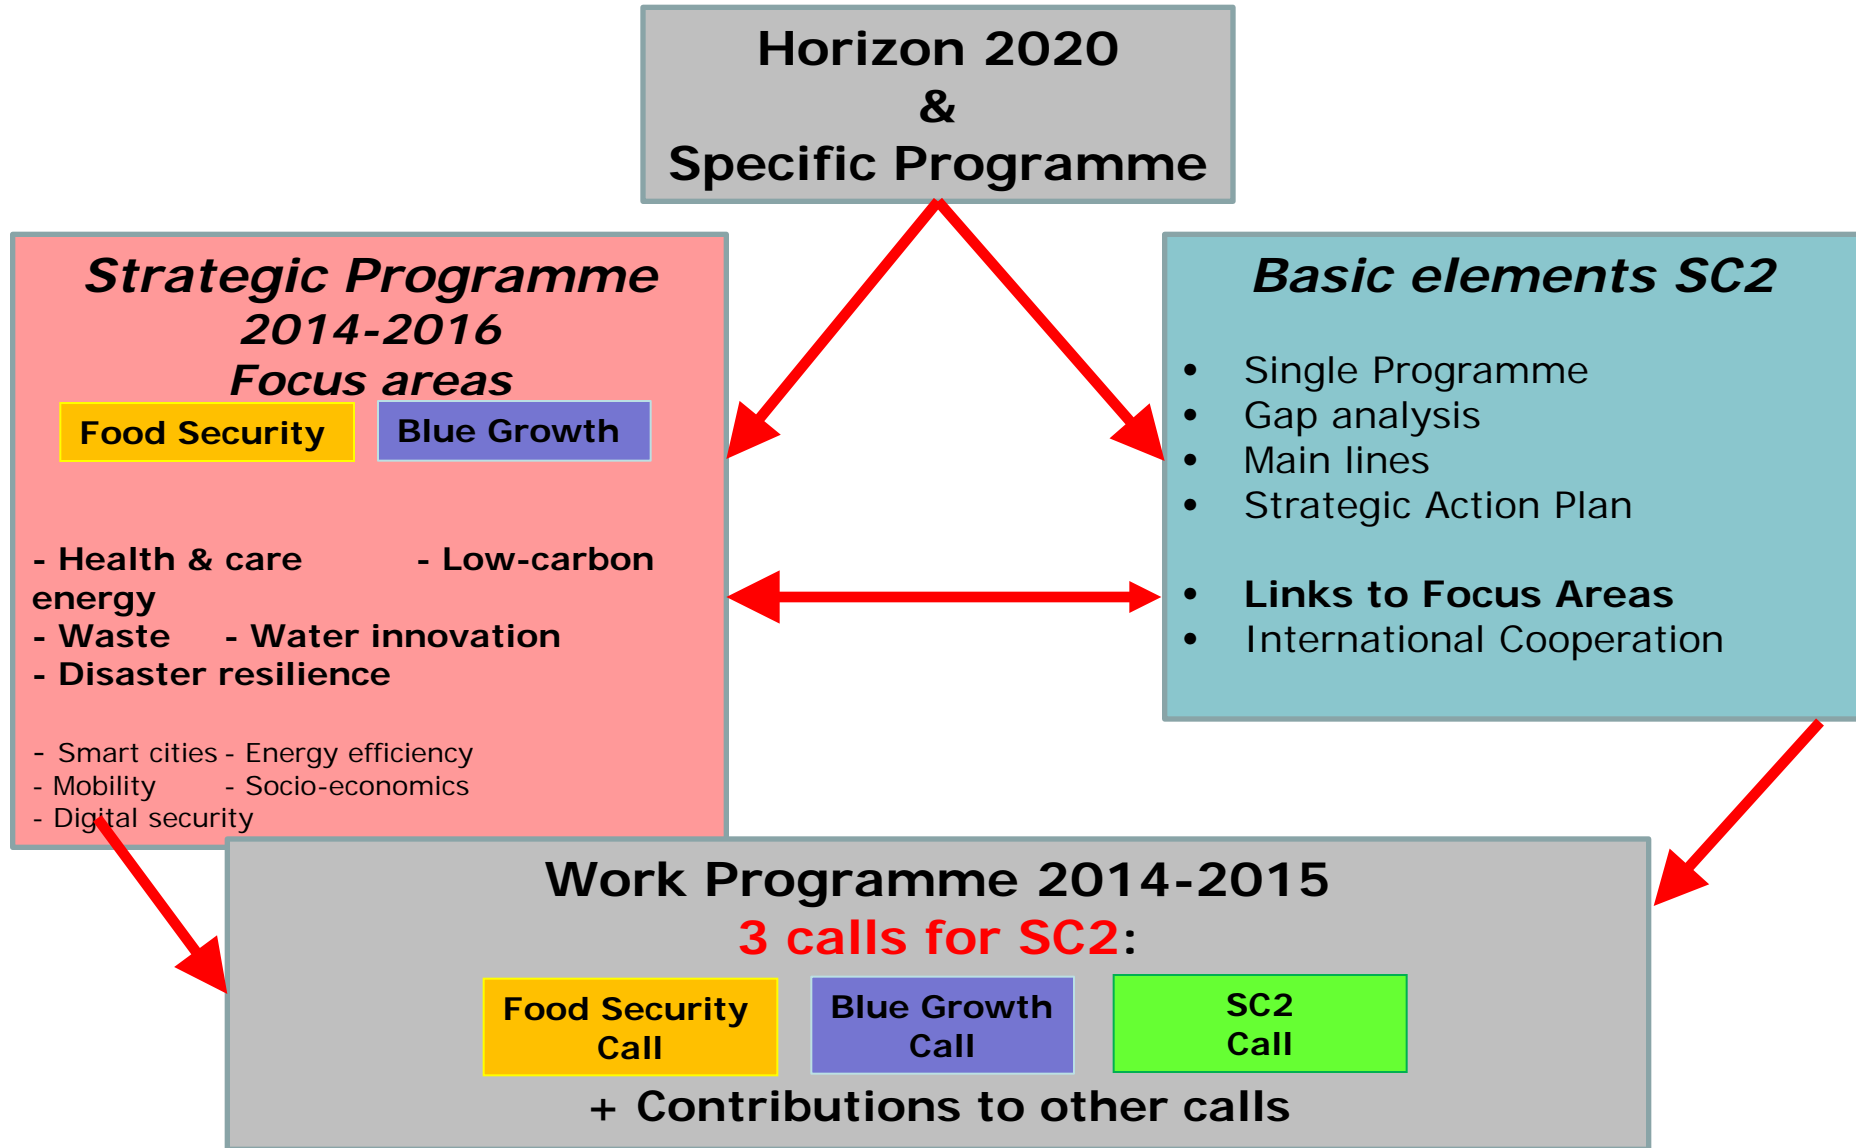 Horizon 2020
&
Specific Programme
Strategic Programme
2014-2016
Focus areas
Food Security
Blue Growth
- Health & care - Low-carbon
energy
- Waste - Water innovation
- Disaster resilience
- Smart cities - Energy efficiency
- Mobility - Socio-economics
- Digital security
Basic elements SC2
• Single Programme
• Gap analysis
• Main lines
• Strategic Action Plan
• Links to Focus Areas
• International Cooperation
Work Programme 2014-2015
3 calls for SC2:
Food Security
Call
Blue Growth
Call
SC2
Call
+ Contributions to other calls